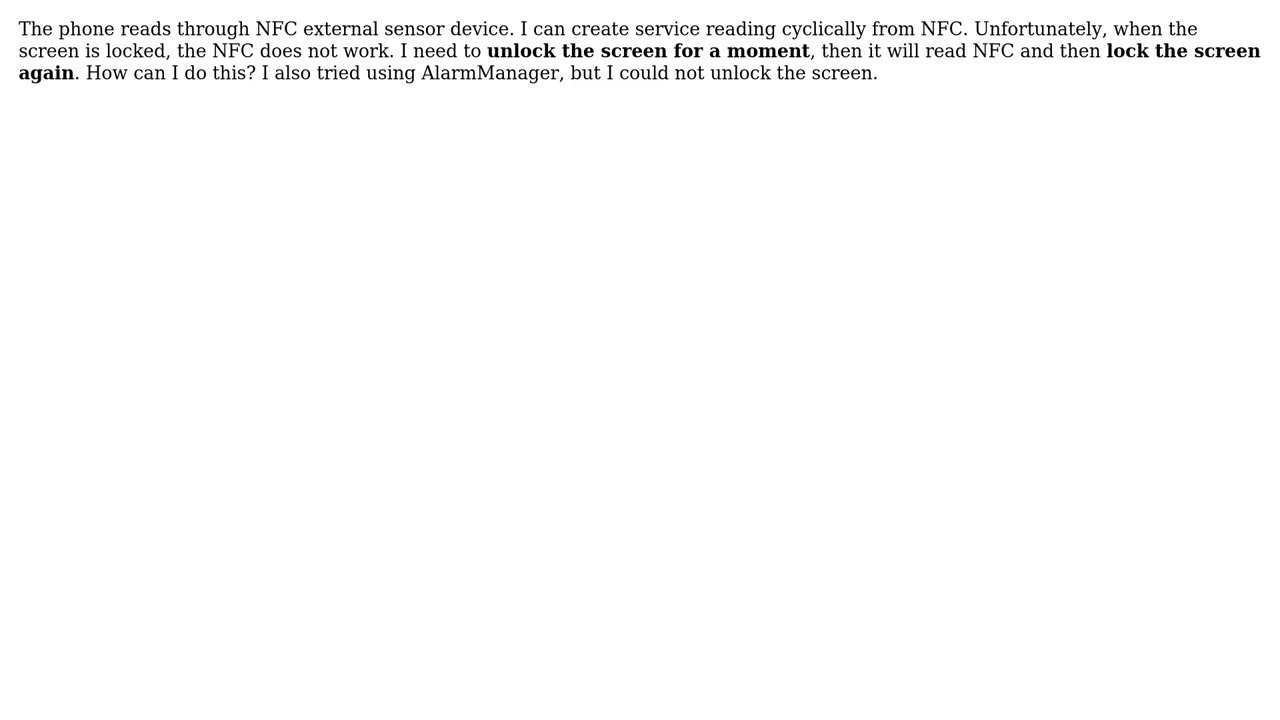 The phone reads through NFC external sensor device. I can create service reading cyclically from NFC. Unfortunately, when the
screen is locked, the NFC does not work. I need to unlock the screen for a moment, then it will read NFC and then lock the screen
again. How can I do this? I also tried using AlarmManager, but I could not unlock the screen.